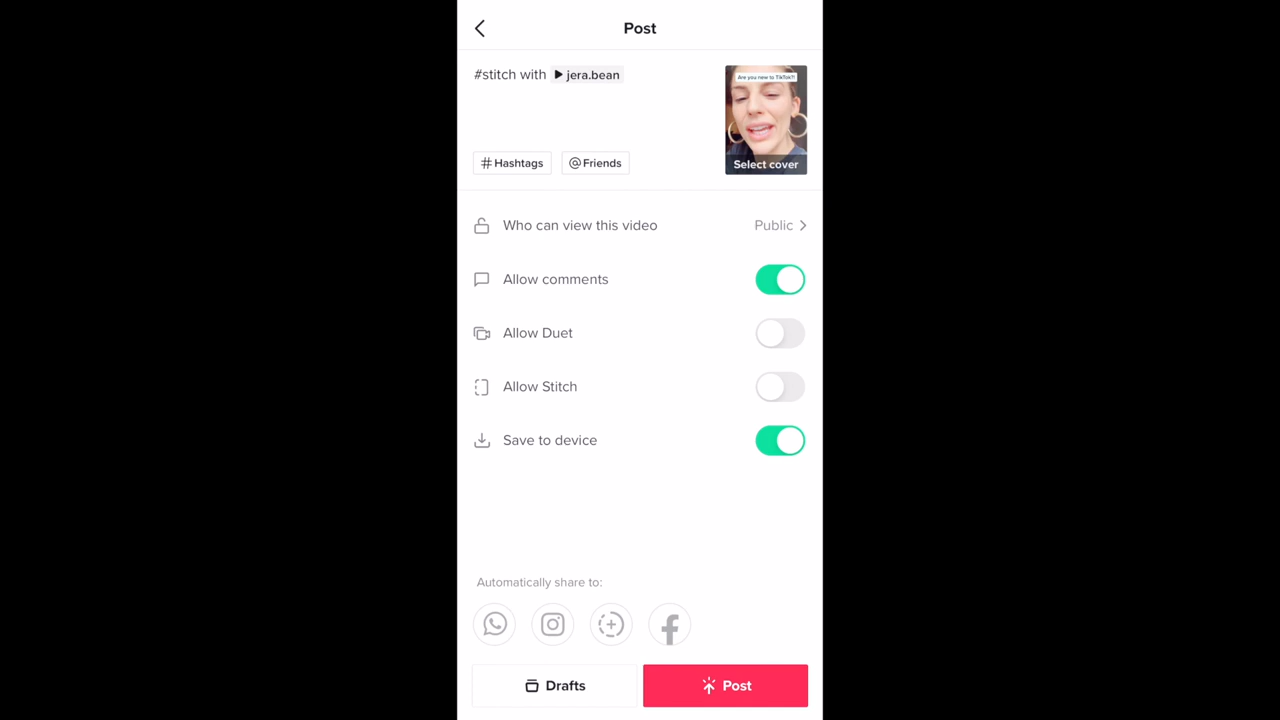 Post
#stitch with jera.bean
Are you new to TikTok?!
# Hashtags @ Friends
Select cover
Who can view this video Public
Allow comments
Allow Duet
Allow Stitch
Save to device
Automatically share to:
Drafts Post